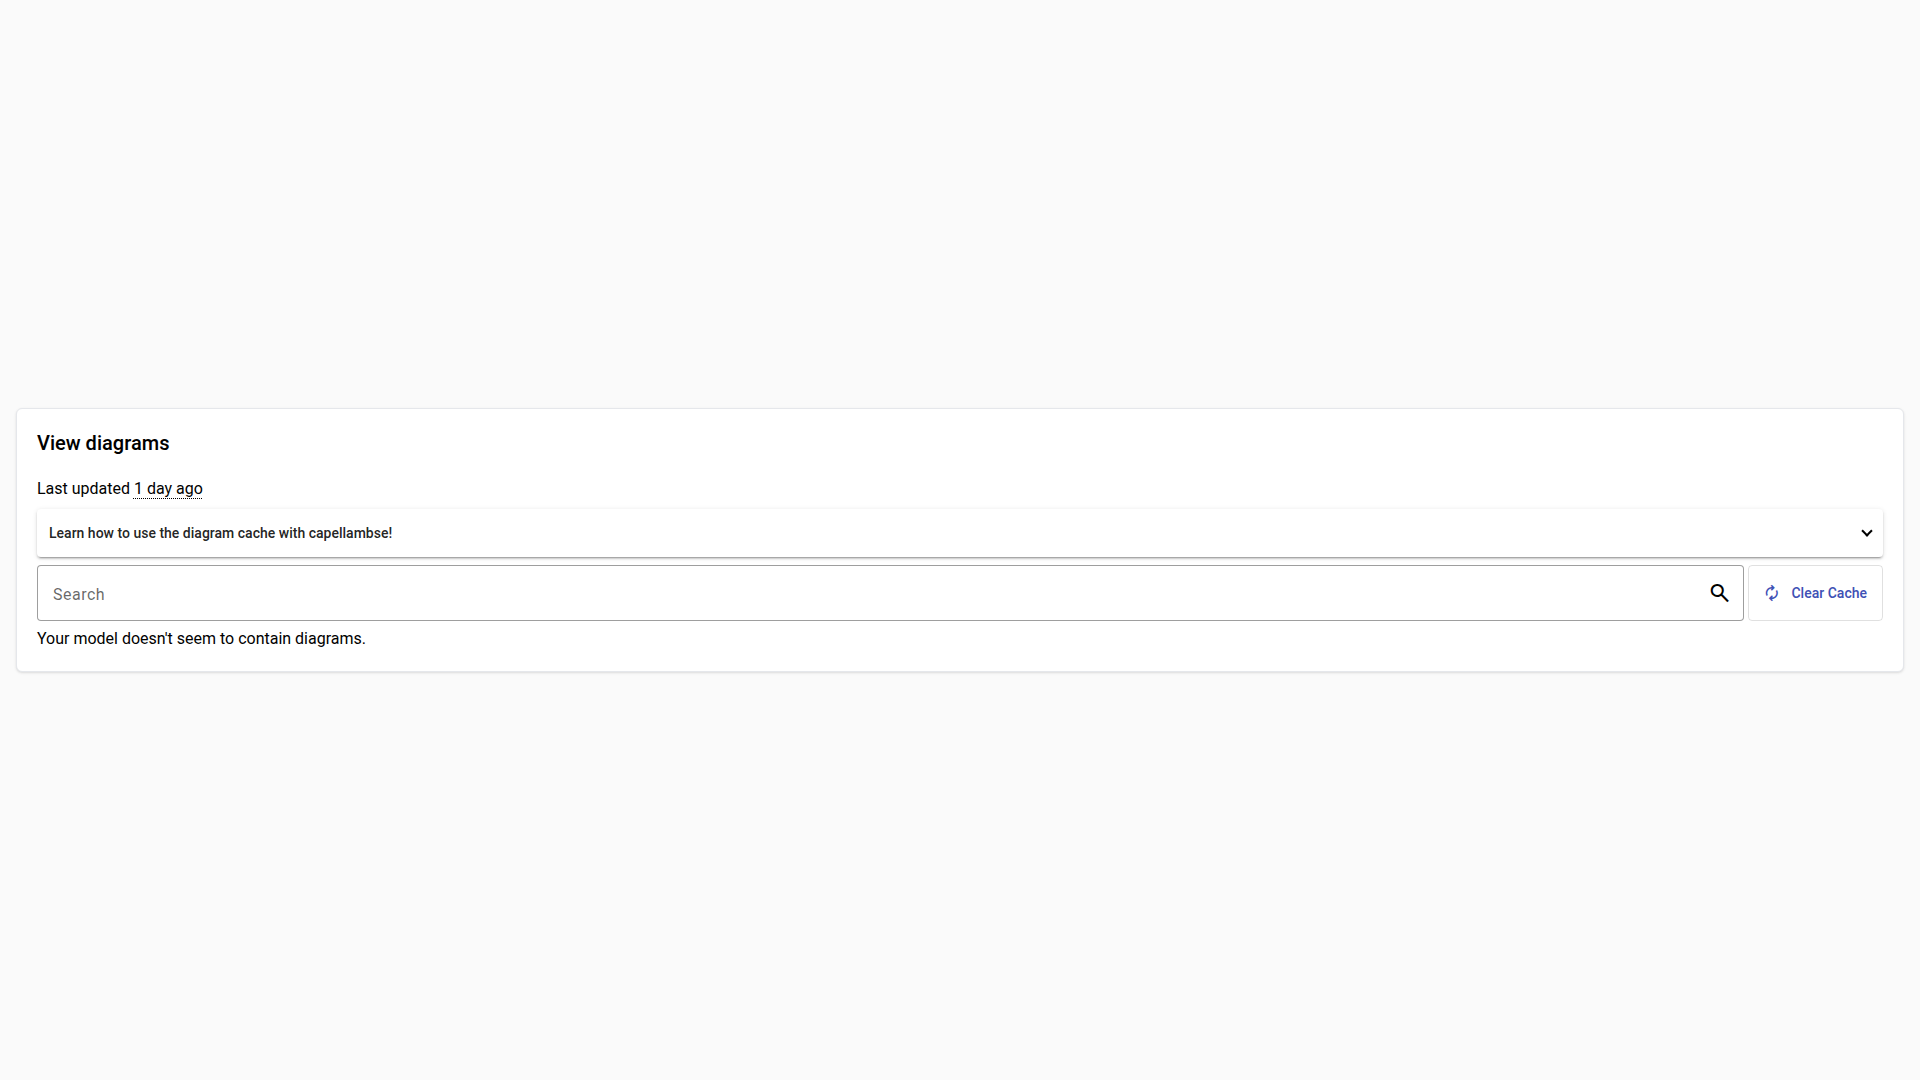 View diagrams
Last updated 1 day ago
Learn how to use the diagram cache with capellambse!
Search
Clear Cache
Your model doesn't seem to contain diagrams.